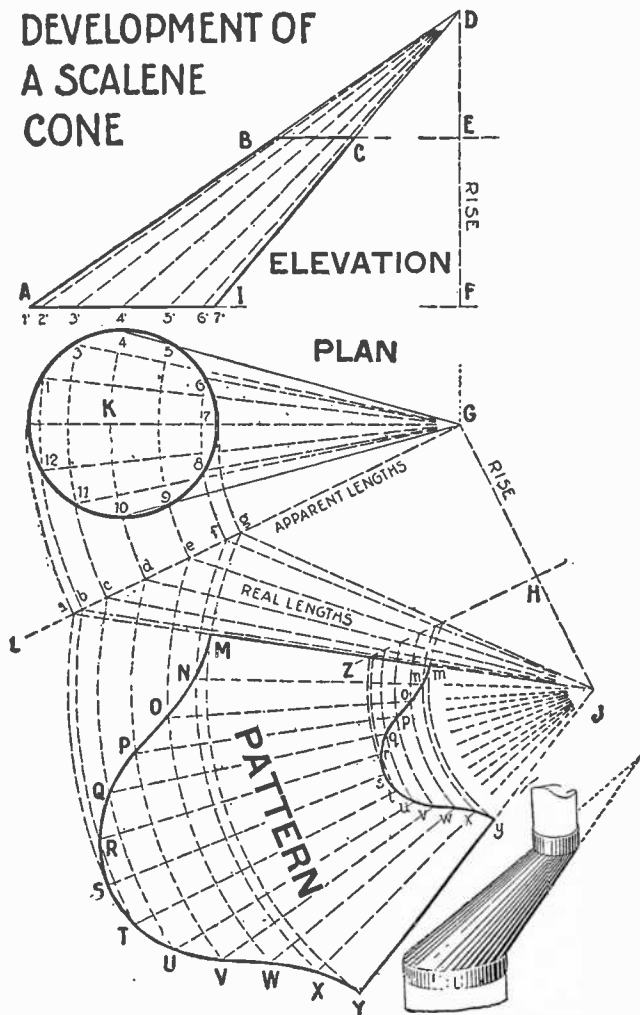 DEVELOPMENT OF
A SCALENE
CONE
D
B
C
E
RISE
ELEVATION
A
I
F
1' 2' 3' 4' 5' 6' 7'
PLAN
3 4 5
1 6
K 7
G
12 8
11 10 9
RISE
APPARENT LENGTHS
a b c d e f g
REAL LENGTHS
H
L
M
N
Z
n m
O
o
J
P
p
PATTERN
Q
q
r
R
s
S
u v w x y
T
U
V
W
X
Y